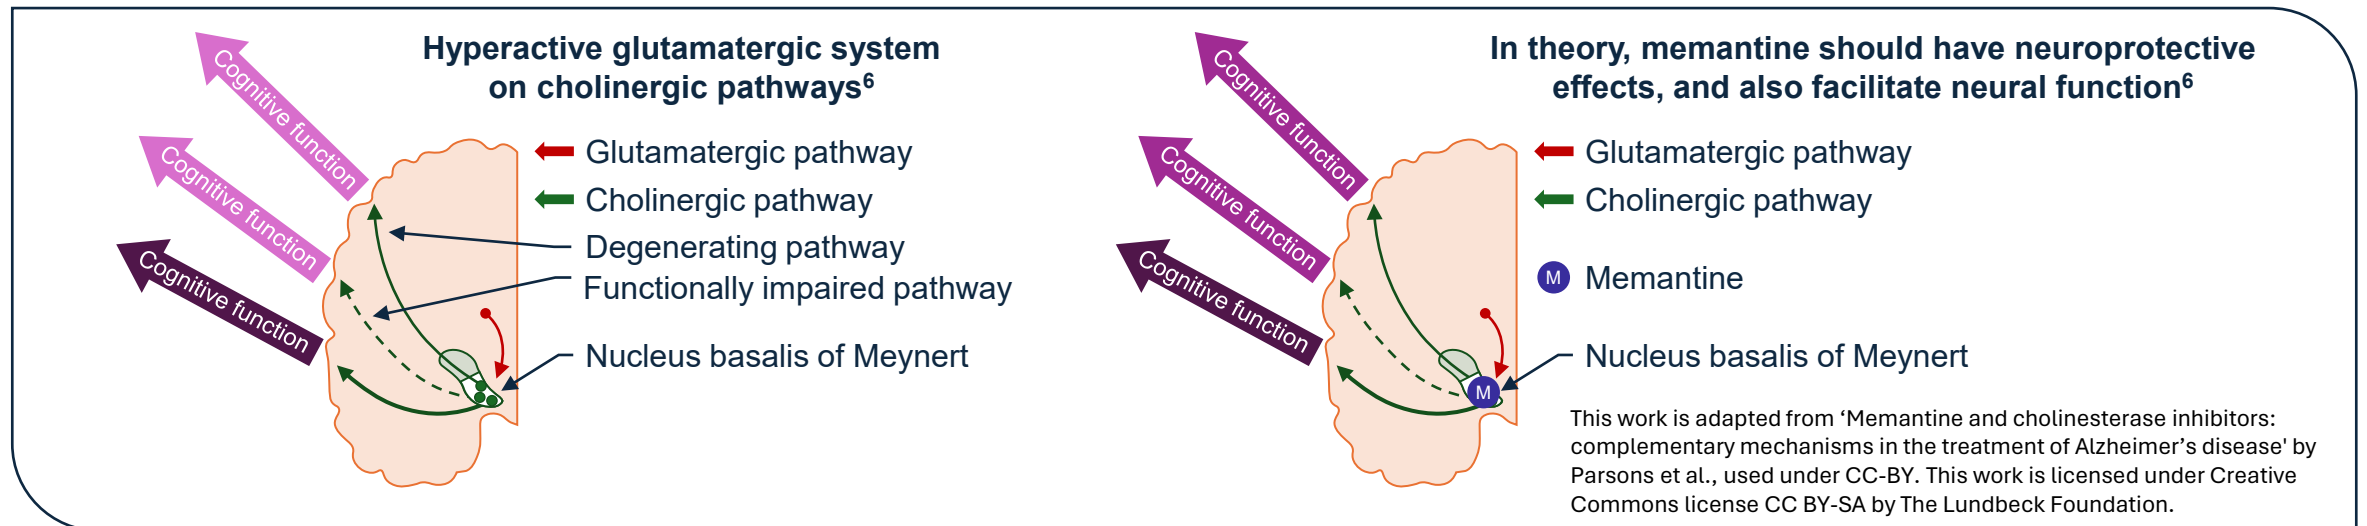 Hyperactive glutamatergic system
on cholinergic pathways⁶
Cognitive function
Cognitive function
Cognitive function
Glutamatergic pathway
Cholinergic pathway
Degenerating pathway
Functionally impaired pathway
Nucleus basalis of Meynert
In theory, memantine should have neuroprotective
effects, and also facilitate neural function⁶
Cognitive function
Cognitive function
Cognitive function
Glutamatergic pathway
Cholinergic pathway
M Memantine
Nucleus basalis of Meynert
M
This work is adapted from ‘Memantine and cholinesterase inhibitors:
complementary mechanisms in the treatment of Alzheimer’s disease' by
Parsons et al., used under CC-BY. This work is licensed under Creative
Commons license CC BY-SA by The Lundbeck Foundation.